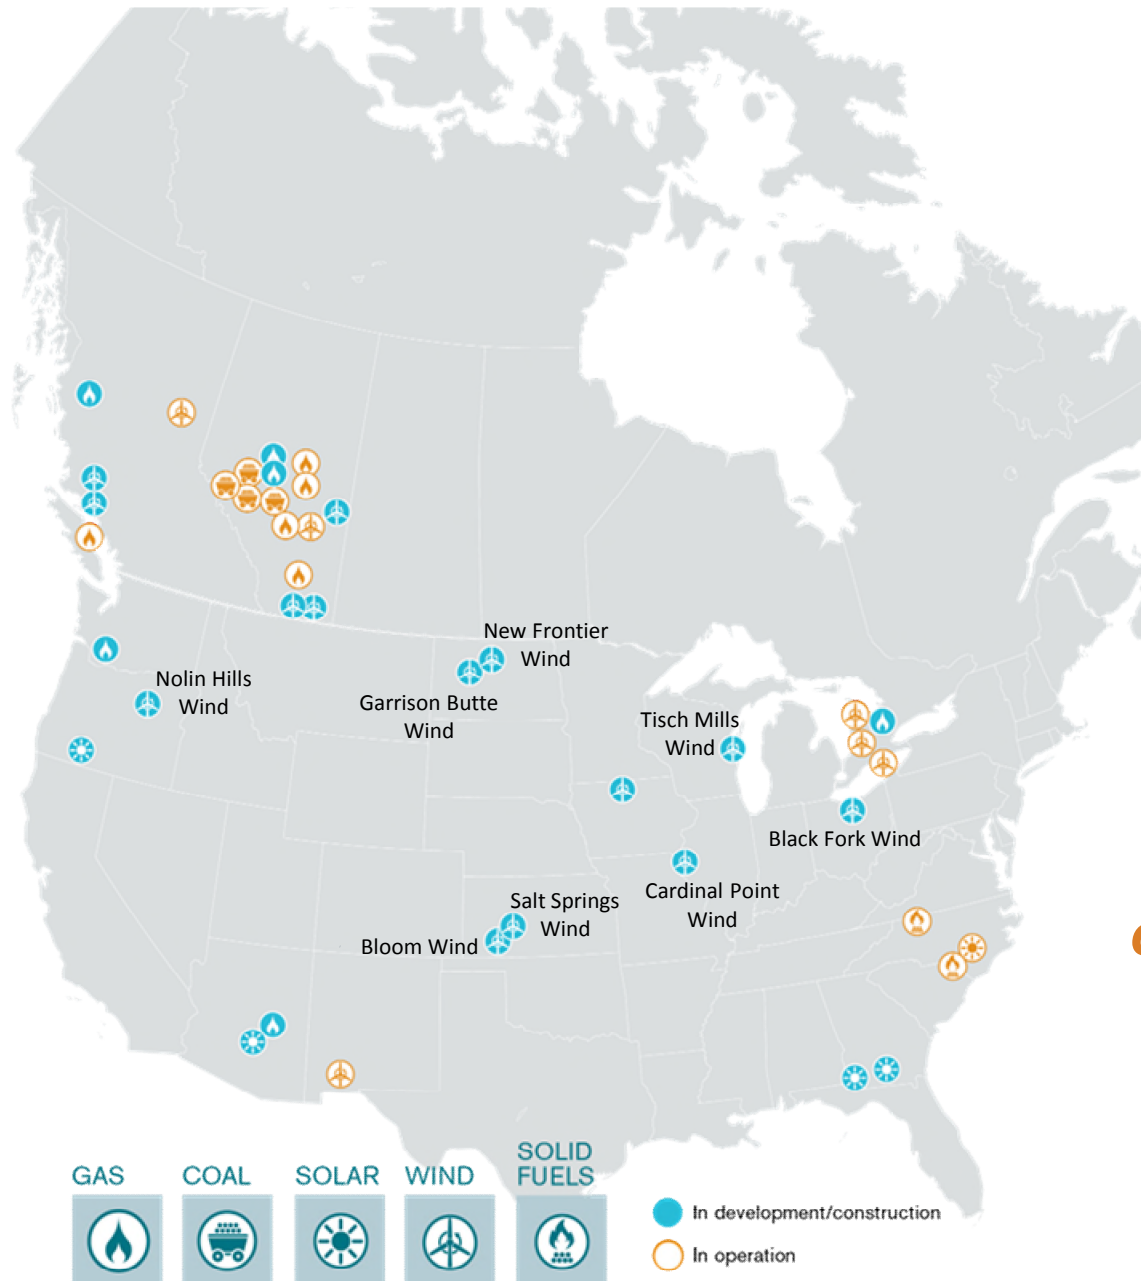 New Frontier
Wind
Nolin Hills
Wind
Garrison Butte
Wind
Tisch Mills
Wind
Black Fork Wind
Cardinal Point
Wind
Salt Springs
Wind
Bloom Wind
GAS
COAL
SOLAR
WIND
SOLID
FUELS
In development/construction
In operation